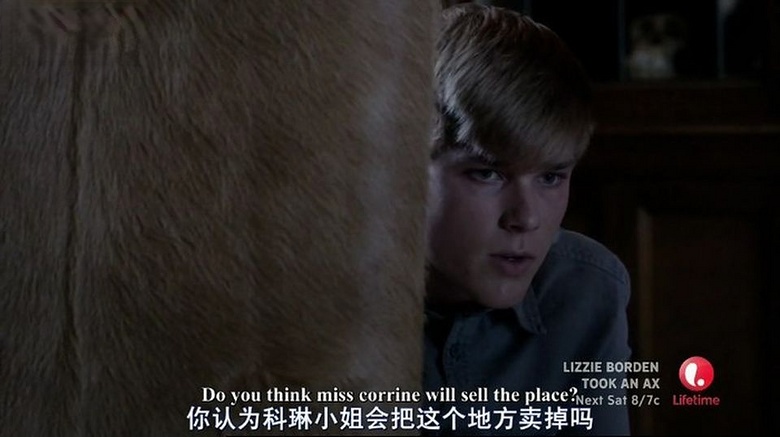 LIZZIE BORDEN
TOOK AN AX
Next Sat 8/7c
Lifetime
Do you think miss corrine will sell the place?
你认为科琳小姐会把这个地方卖掉吗